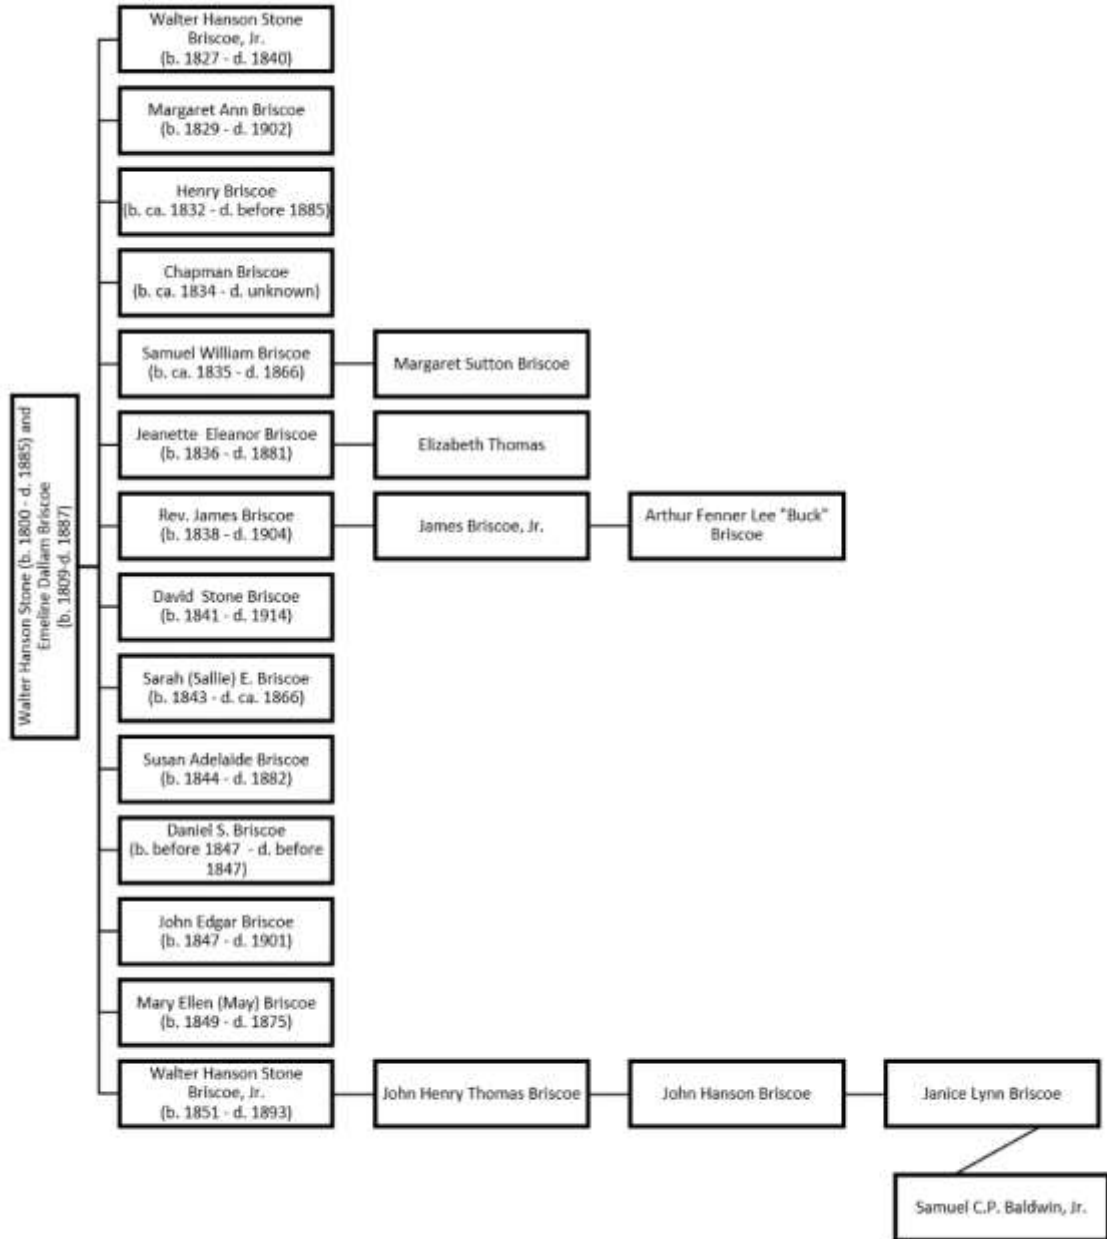 Walter Hanson Stone
Briscoe, Jr.
(b. 1827 - d. 1840)
Margaret Ann Briscoe
(b. 1829 - d. 1902)
Henry Briscoe
(b. ca. 1832 - d. before 1885)
Chapman Briscoe
(b. ca. 1834 - d. unknown)
Samuel William Briscoe
(b. ca. 1835 - d. 1866)
Margaret Sutton Briscoe
Walter Hanson Stone (b. 1800 - d. 1885) and
Emeline Dallam Briscoe
(b. 1809-d. 1887)
Jeanette  Eleanor Briscoe
(b. 1836 - d. 1881)
Elizabeth Thomas
Rev. James Briscoe
(b. 1838 - d. 1904)
James Briscoe, Jr.
Arthur Fenner Lee "Buck"
Briscoe
David  Stone Briscoe
(b. 1841 - d. 1914)
Sarah (Sallie) E. Briscoe
(b. 1843 - d. ca. 1866)
Susan Adelaide Briscoe
(b. 1844 - d. 1882)
Daniel S. Briscoe
(b. before 1847  - d. before
1847)
John Edgar Briscoe
(b. 1847 - d. 1901)
Mary Ellen (May) Briscoe
(b. 1849 - d. 1875)
Walter Hanson Stone
Briscoe, Jr.
(b. 1851 - d. 1893)
John Henry Thomas Briscoe
John Hanson Briscoe
Janice Lynn Briscoe
Samuel C.P. Baldwin, Jr.